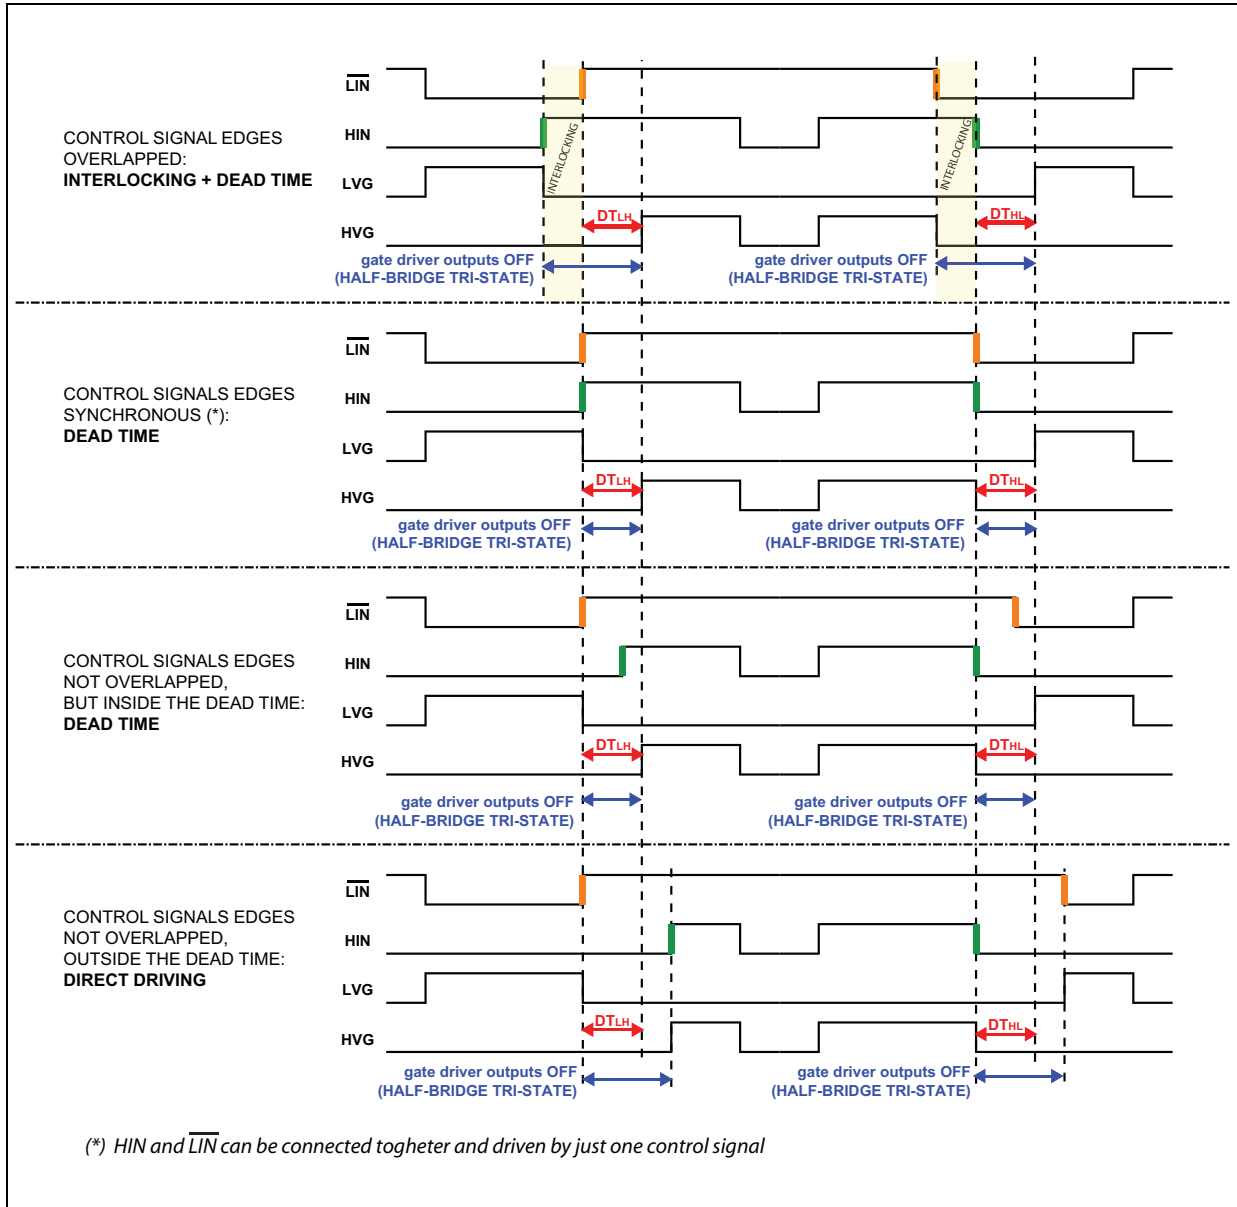 LIN
HIN
LVG
HVG
CONTROL SIGNAL EDGES
OVERLAPPED:
INTERLOCKING + DEAD TIME
INTERLOCKING
INTERLOCKING
DTLH
DTHL
gate driver outputs OFF
(HALF-BRIDGE TRI-STATE)
gate driver outputs OFF
(HALF-BRIDGE TRI-STATE)
LIN
HIN
LVG
HVG
CONTROL SIGNALS EDGES
SYNCHRONOUS (*):
DEAD TIME
DTLH
DTHL
gate driver outputs OFF
(HALF-BRIDGE TRI-STATE)
gate driver outputs OFF
(HALF-BRIDGE TRI-STATE)
LIN
HIN
LVG
HVG
CONTROL SIGNALS EDGES
NOT OVERLAPPED,
BUT INSIDE THE DEAD TIME:
DEAD TIME
DTLH
DTHL
gate driver outputs OFF
(HALF-BRIDGE TRI-STATE)
gate driver outputs OFF
(HALF-BRIDGE TRI-STATE)
LIN
HIN
LVG
HVG
CONTROL SIGNALS EDGES
NOT OVERLAPPED,
OUTSIDE THE DEAD TIME:
DIRECT DRIVING
DTLH
DTHL
gate driver outputs OFF
(HALF-BRIDGE TRI-STATE)
gate driver outputs OFF
(HALF-BRIDGE TRI-STATE)
(*) HIN and LIN can be connected togheter and driven by just one control signal